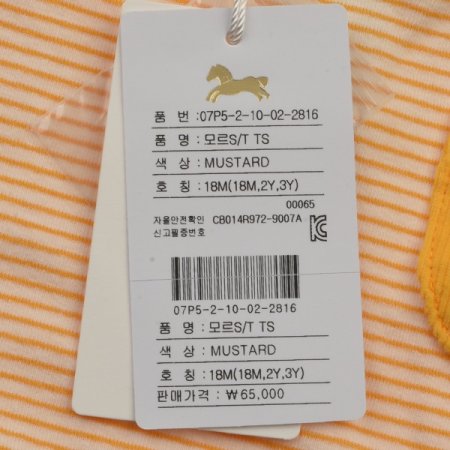 품 번 : 07P5-2-10-02-2816
품 명 : 모르S/T TS
색 상 : MUSTARD
호 칭 : 18M(18M,2Y,3Y)
00065
자율안전확인 CB014R972-9007A
신고필증번호
07P5-2-10-02-2816
품 명 : 모르S/T TS
색 상 : MUSTARD
호 칭 : 18M(18M,2Y,3Y)
판매가격 : ₩65,000